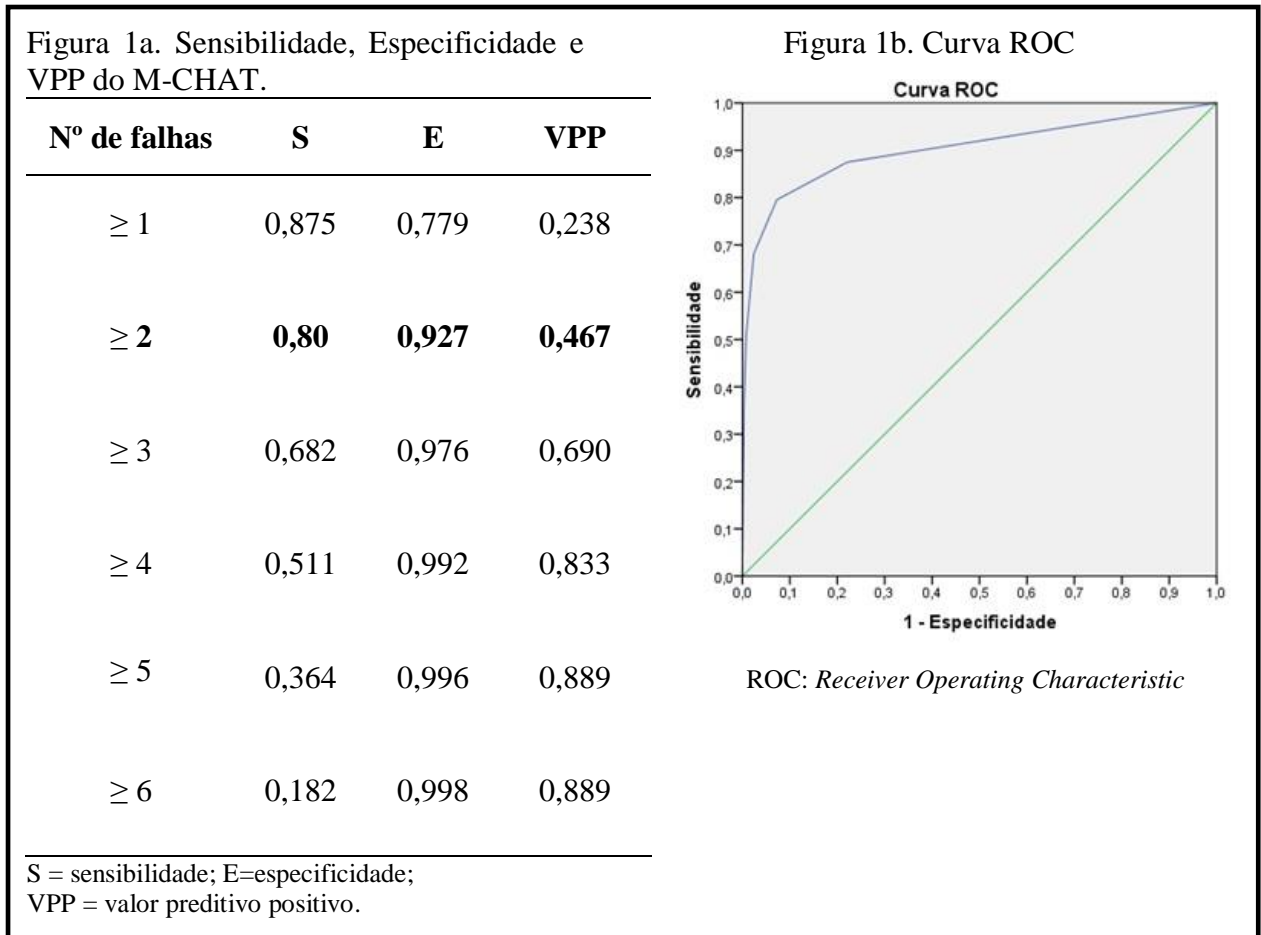 Figura 1a. Sensibilidade, Especificidade e
VPP do M-CHAT.
Nº de falhas S E VPP
≥ 1 0,875 0,779 0,238
≥ 2 0,80 0,927 0,467
≥ 3 0,682 0,976 0,690
≥ 4 0,511 0,992 0,833
≥ 5 0,364 0,996 0,889
≥ 6 0,182 0,998 0,889
S = sensibilidade; E=especificidade;
VPP = valor preditivo positivo.
Figura 1b. Curva ROC
Curva ROC
1,0
0,9
0,8
0,7
0,6
0,5
0,4
0,3
0,2
0,1
0,0
Sensibilidade
0,0 0,1 0,2 0,3 0,4 0,5 0,6 0,7 0,8 0,9 1,0
1 - Especificidade
ROC: Receiver Operating Characteristic